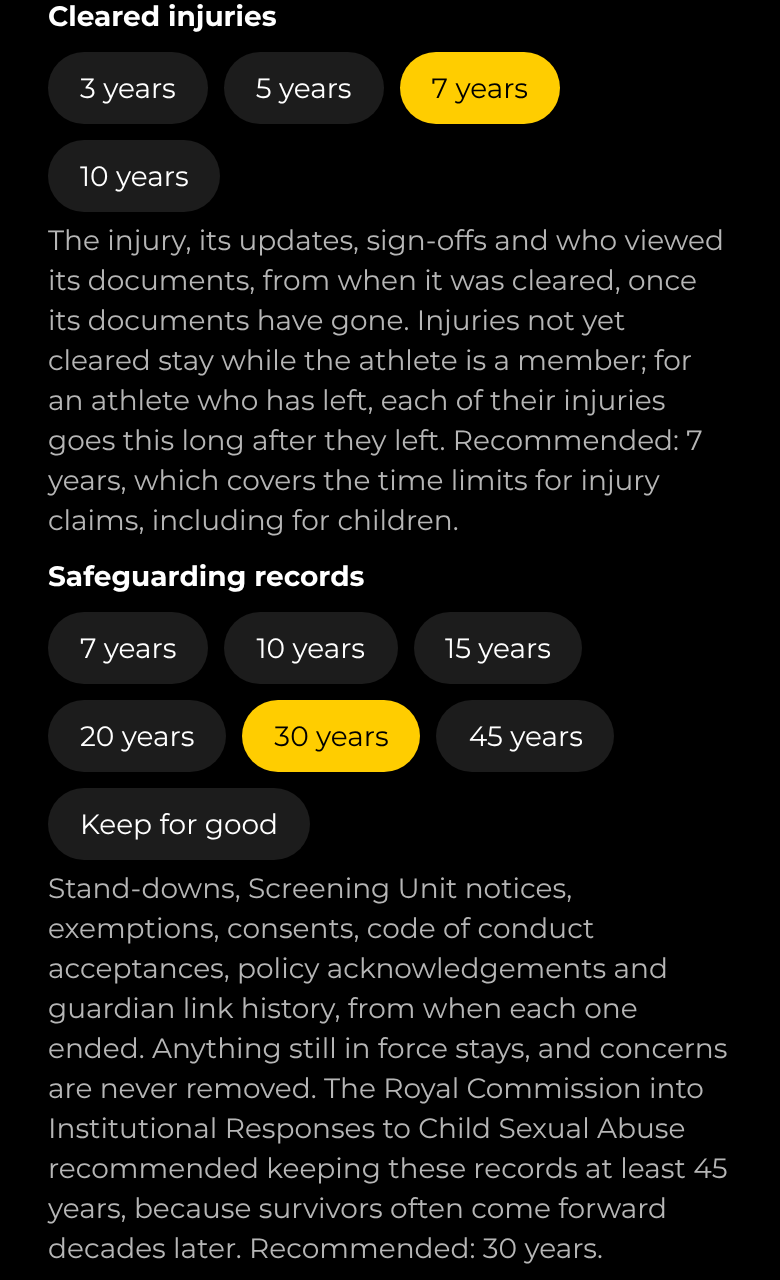 Cleared injuries
3 years 5 years 7 years
10 years
The injury, its updates, sign-offs and who viewed
its documents, from when it was cleared, once
its documents have gone. Injuries not yet
cleared stay while the athlete is a member; for
an athlete who has left, each of their injuries
goes this long after they left. Recommended: 7
years, which covers the time limits for injury
claims, including for children.
Safeguarding records
7 years 10 years 15 years
20 years 30 years 45 years
Keep for good
Stand-downs, Screening Unit notices,
exemptions, consents, code of conduct
acceptances, policy acknowledgements and
guardian link history, from when each one
ended. Anything still in force stays, and concerns
are never removed. The Royal Commission into
Institutional Responses to Child Sexual Abuse
recommended keeping these records at least 45
years, because survivors often come forward
decades later. Recommended: 30 years.